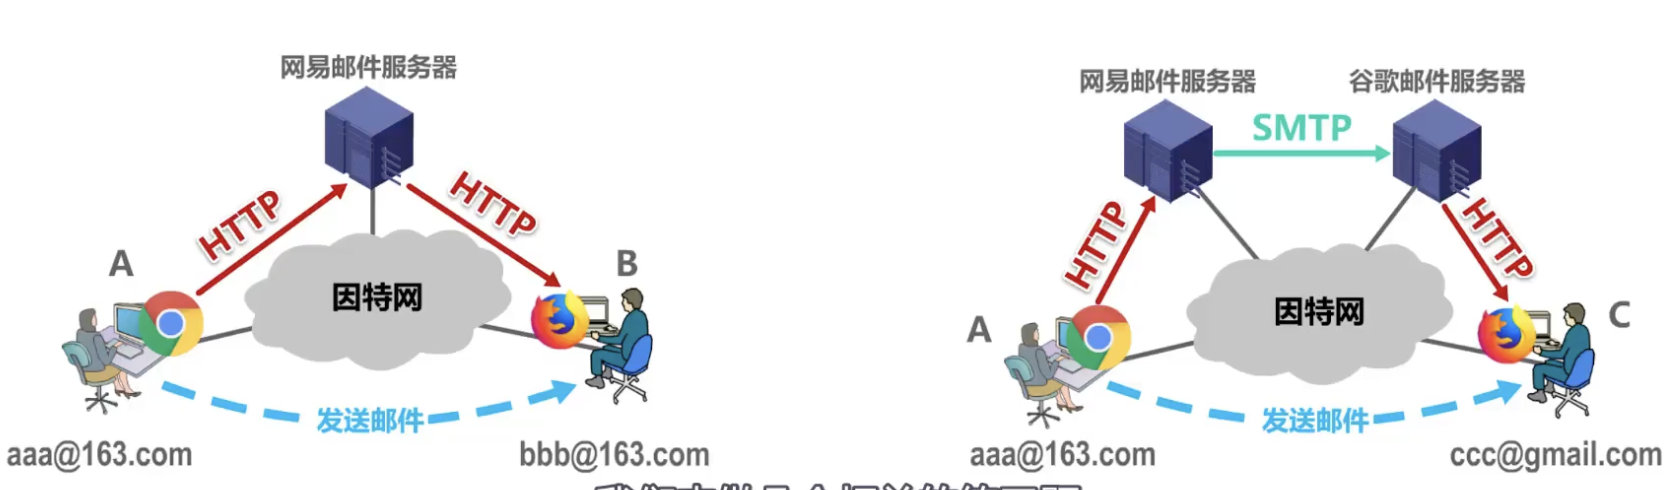 网易邮件服务器
HTTP
HTTP
A
B
因特网
发送邮件
aaa@163.com
bbb@163.com
网易邮件服务器
谷歌邮件服务器
SMTP
HTTP
HTTP
A
C
因特网
发送邮件
aaa@163.com
ccc@gmail.com